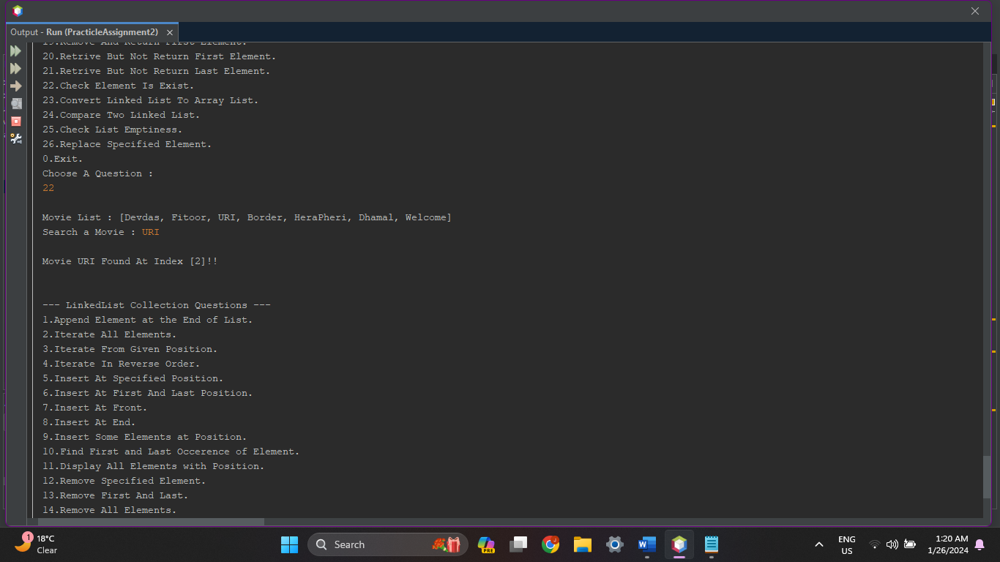 Output - Run (PracticleAssignment2)
19.Remove And Return First Element.
20.Retrive But Not Return First Element.
21.Retrive But Not Return Last Element.
22.Check Element Is Exist.
23.Convert Linked List To Array List.
24.Compare Two Linked List.
25.Check List Emptiness.
26.Replace Specified Element.
0.Exit.
Choose A Question :
22
Movie List : [Devdas, Fitoor, URI, Border, HeraPheri, Dhamal, Welcome]
Search a Movie : URI
Movie URI Found At Index [2]!!
--- LinkedList Collection Questions ---
1.Append Element at the End of List.
2.Iterate All Elements.
3.Iterate From Given Position.
4.Iterate In Reverse Order.
5.Insert At Specified Position.
6.Insert At First And Last Position.
7.Insert At Front.
8.Insert At End.
9.Insert Some Elements at Position.
10.Find First and Last Occerence of Element.
11.Display All Elements with Position.
12.Remove Specified Element.
13.Remove First And Last.
14.Remove All Elements.
1
18°C
Clear
Search
PRE
ENG
US
1:20 AM
1/26/2024